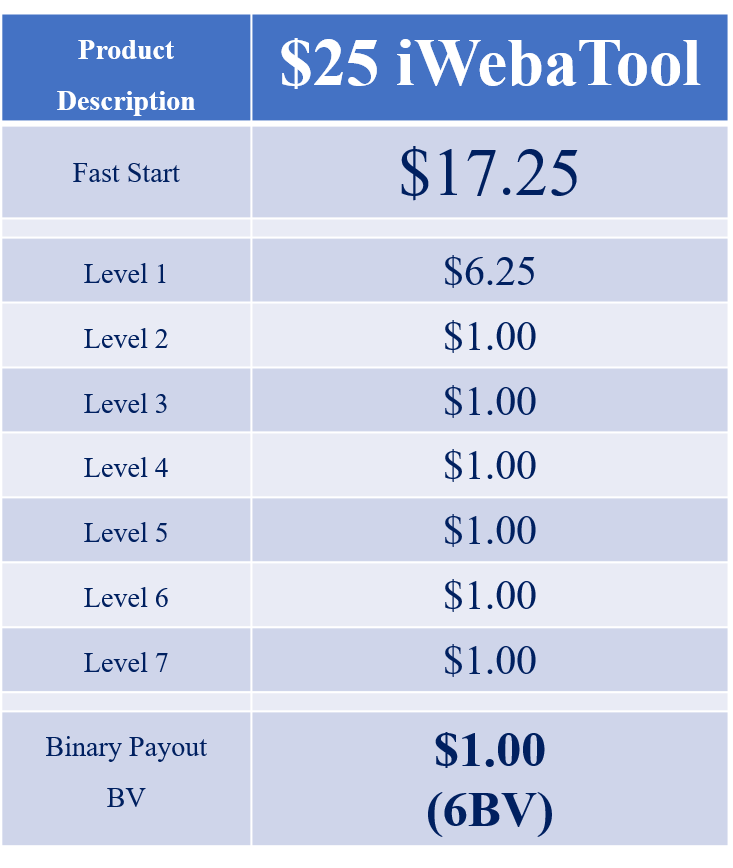 Product
Description
$25 iWebaTool
Fast Start
$17.25
Level 1
$6.25
Level 2
$1.00
Level 3
$1.00
Level 4
$1.00
Level 5
$1.00
Level 6
$1.00
Level 7
$1.00
Binary Payout
BV
$1.00
(6BV)